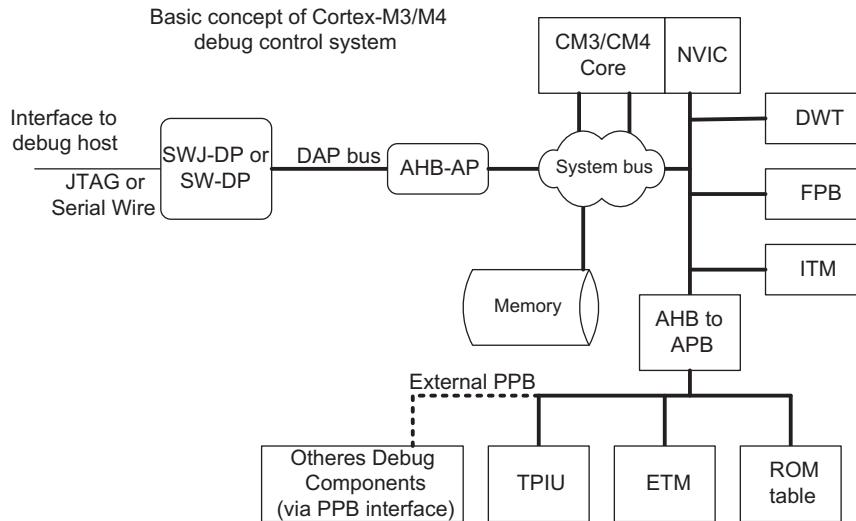 Basic concept of Cortex-M3/M4
debug control system
CM3/CM4
Core
NVIC
Interface to
debug host
JTAG or
Serial Wire
SWJ-DP or
SW-DP
DAP bus
AHB-AP
System bus
DWT
FPB
ITM
Memory
AHB to
APB
External PPB
Otheres Debug
Components
(via PPB interface)
TPIU
ETM
ROM
table